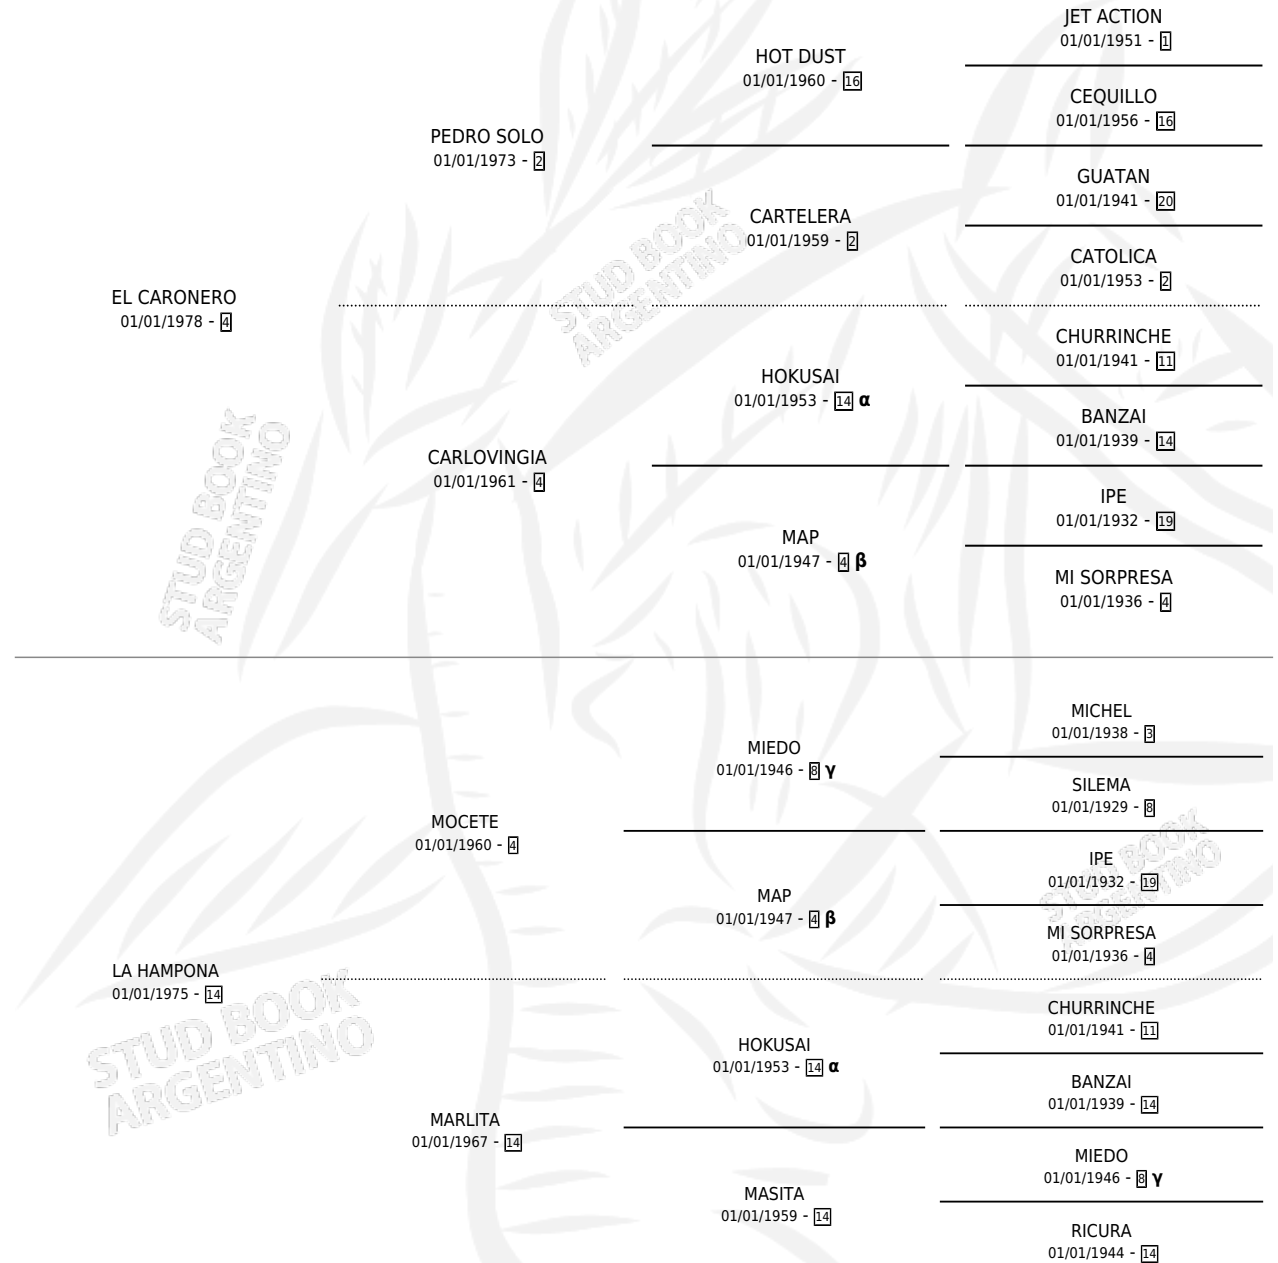 JET ACTION
01/01/1951 - 1
HOT DUST
01/01/1960 - 16
CEQUILLO
01/01/1956 - 16
PEDRO SOLO
01/01/1973 - 2
GUATAN
01/01/1941 - 20
CARTELERA
01/01/1959 - 2
CATOLICA
01/01/1953 - 2
EL CARONERO
01/01/1978 - 4
CHURRINCHE
01/01/1941 - 11
HOKUSAI
01/01/1953 - 14 α
BANZAI
01/01/1939 - 14
CARLOVINGIA
01/01/1961 - 4
IPE
01/01/1932 - 19
MAP
01/01/1947 - 4 β
MI SORPRESA
01/01/1936 - 4
MICHEL
01/01/1938 - 3
MIEDO
01/01/1946 - 8 γ
SILEMA
01/01/1929 - 8
MOCETE
01/01/1960 - 4
IPE
01/01/1932 - 19
MAP
01/01/1947 - 4 β
MI SORPRESA
01/01/1936 - 4
LA HAMPONA
01/01/1975 - 14
CHURRINCHE
01/01/1941 - 11
HOKUSAI
01/01/1953 - 14 α
BANZAI
01/01/1939 - 14
MARLITA
01/01/1967 - 14
MIEDO
01/01/1946 - 8 γ
MASITA
01/01/1959 - 14
RICURA
01/01/1944 - 14
STUD BOOK
ARGENTINO
STUD BOOK
ARGENTINO
STUD BOOK
ARGENTINO
STUD BOOK
ARGENTINO